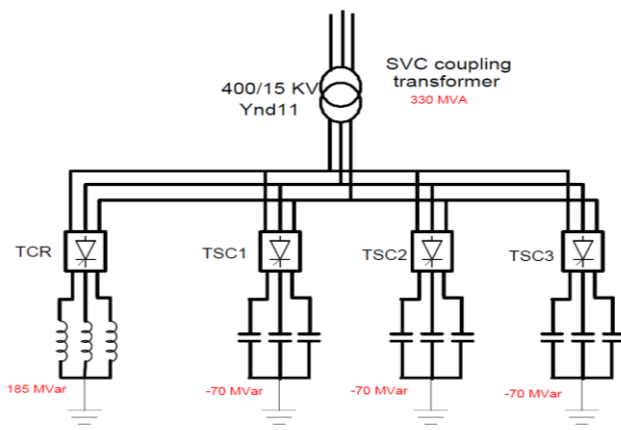 SVC coupling
transformer
330 MVA
400/15 KV
Ynd11
TCR
TSC1
TSC2
TSC3
185 MVar
-70 MVar
-70 MVar
-70 MVar